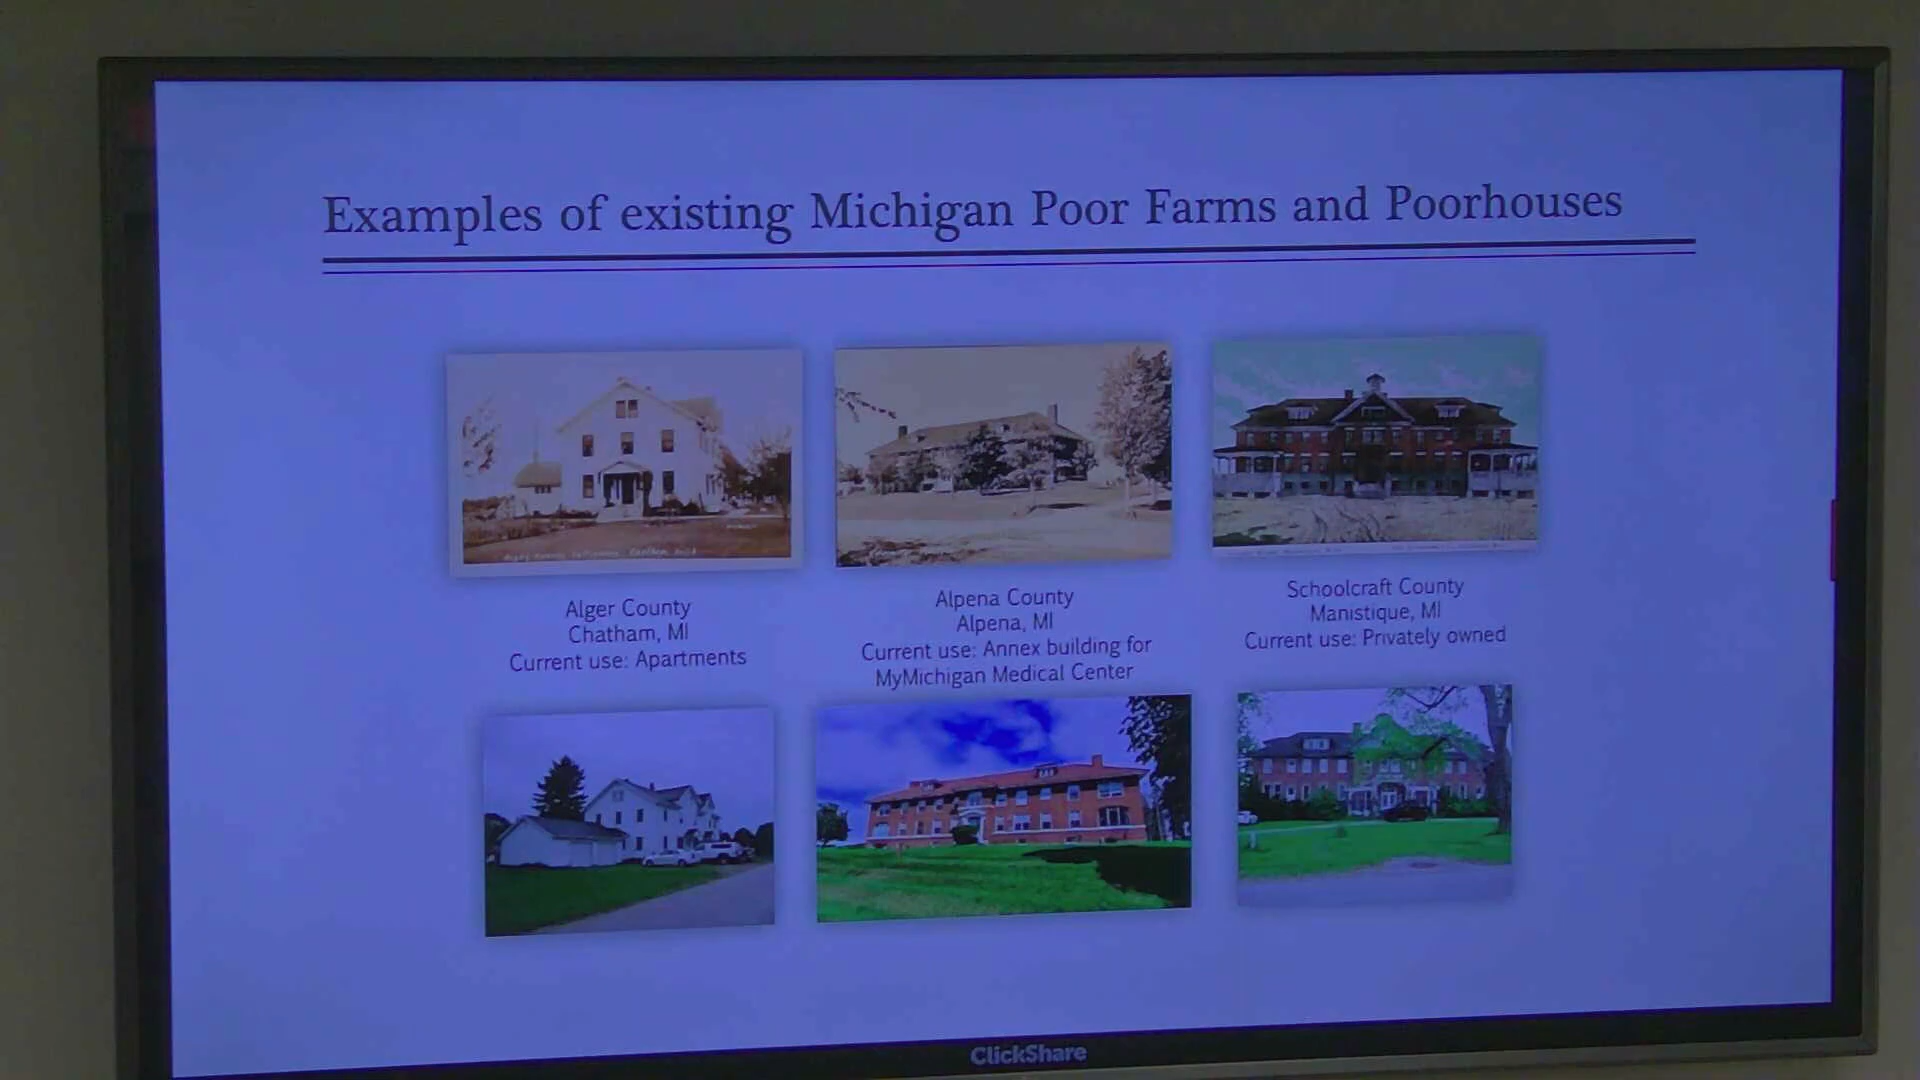 Examples of existing Michigan Poor Farms and Poorhouses
Alger County
Chatham, MI
Current use: Apartments
Alpena County
Alpena, MI
Current use: Annex building for
MyMichigan Medical Center
Schoolcraft County
Manistique, MI
Current use: Privately owned
ClickShare